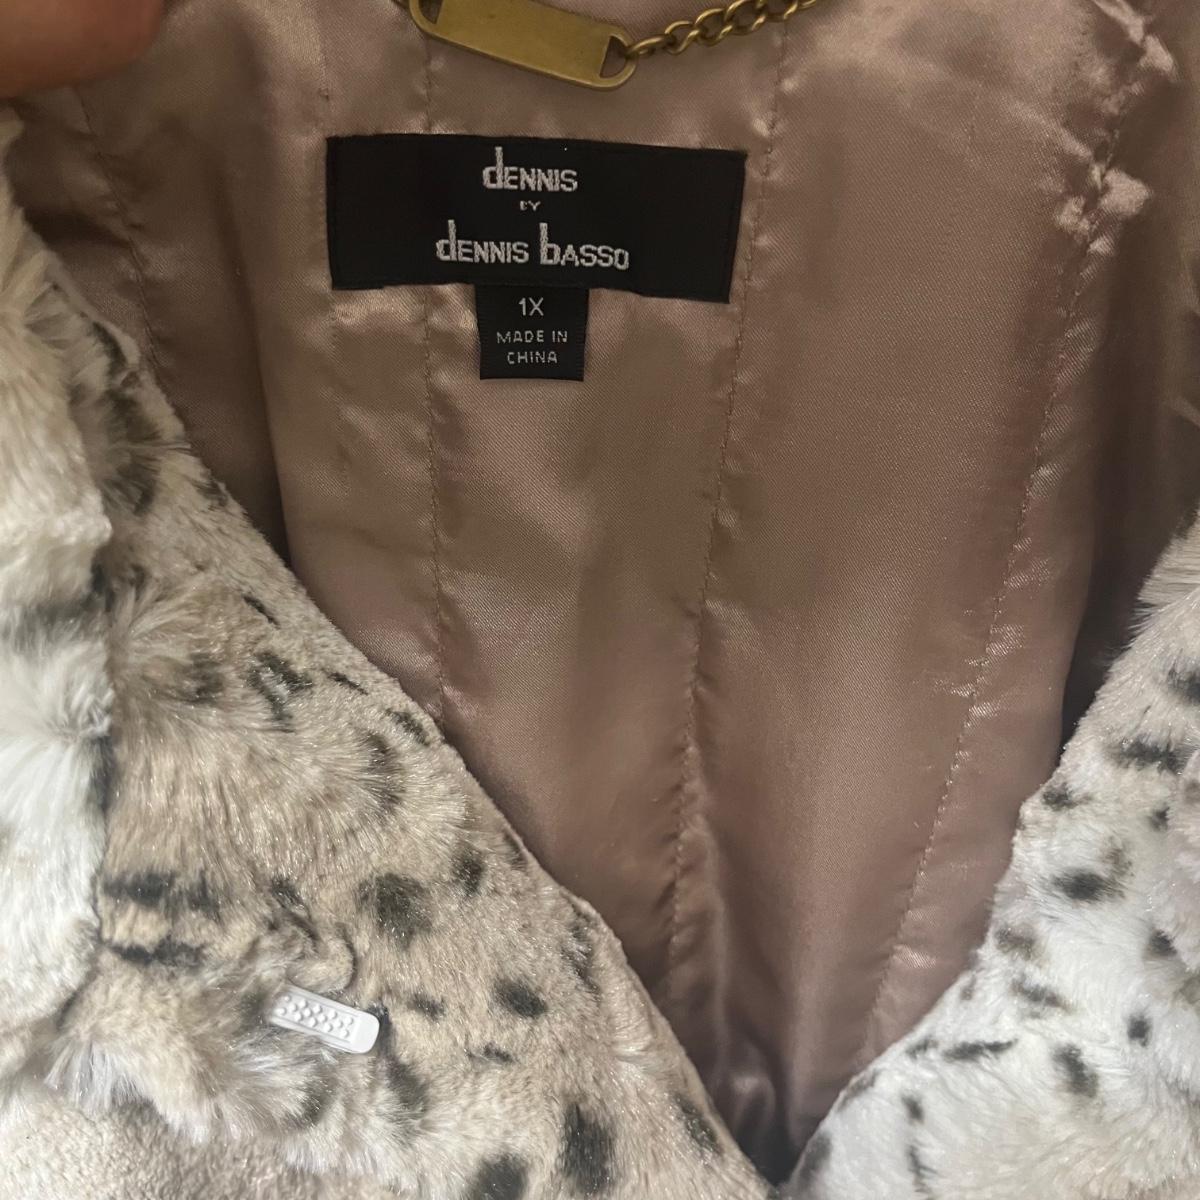 dENNIS
BY
dENNIS bASSO
1X
MADE IN
CHINA